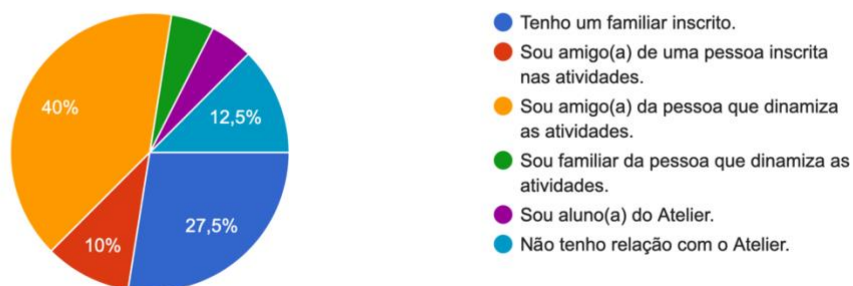 40%
12,5%
27,5%
10%
Tenho um familiar inscrito.
Sou amigo(a) de uma pessoa inscrita
nas atividades.
Sou amigo(a) da pessoa que dinamiza
as atividades.
Sou familiar da pessoa que dinamiza as
atividades.
Sou aluno(a) do Atelier.
Não tenho relação com o Atelier.